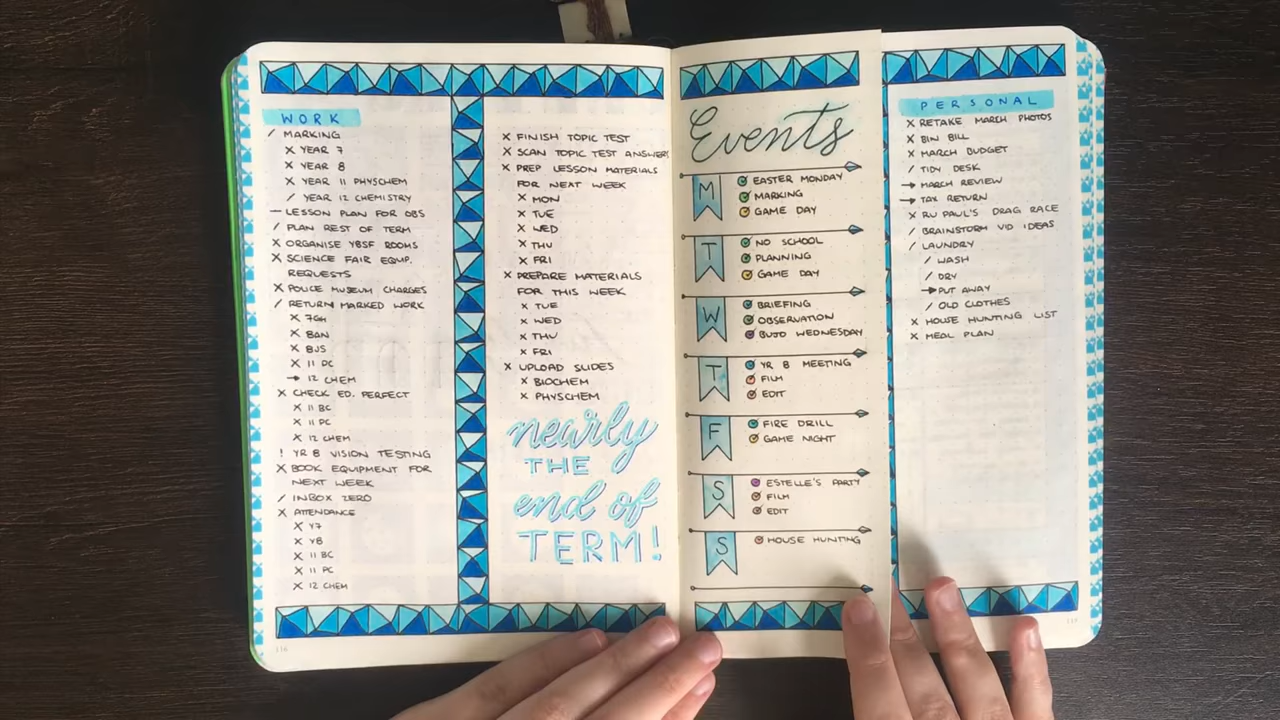 WORK
/ MARKING
X YEAR 7
X YEAR 8
X YEAR 11 PHYSCHEM
/ YEAR 12 CHEMISTRY
— LESSON PLAN FOR OBS
/ PLAN REST OF TERM
X ORGANISE YBSF ROOMS
X SCIENCE FAIR EQUIP.
REQUESTS
X POLICE MUSEUM CHARGES
/ RETURN MARKED WORK
X 7GH
X 8AN
X 8JS
X 11 PC
→ 12 CHEM
X CHECK ED. PERFECT
X 11 BC
X 11 PC
X 12 CHEM
! YR 8 VISION TESTING
X BOOK EQUIPMENT FOR
NEXT WEEK
/ INBOX ZERO
X ATTENDANCE
X Y7
X Y8
X 11 BC
X 11 PC
X 12 CHEM
116
X FINISH TOPIC TEST
X SCAN TOPIC TEST ANSWERS
X PREP LESSON MATERIALS
FOR NEXT WEEK
X MON
X TUE
X WED
X THU
X FRI
X PREPARE MATERIALS
FOR THIS WEEK
X TUE
X WED
X THU
X FRI
X UPLOAD SLIDES
X BIOCHEM
X PHYSCHEM
nearly
THE
end of
TERM!
Events
M
EASTER MONDAY
MARKING
GAME DAY
T
NO SCHOOL
PLANNING
GAME DAY
W
BRIEFING
OBSERVATION
BUJO WEDNESDAY
T
YR 8 MEETING
FILM
EDIT
F
FIRE DRILL
GAME NIGHT
S
ESTELLE'S PARTY
FILM
EDIT
S
HOUSE HUNTING
PERSONAL
X RETAKE MARCH PHOTOS
X BIN BILL
X MARCH BUDGET
/ TIDY DESK
→ MARCH REVIEW
→ TAX RETURN
X RU PAUL'S DRAG RACE
/ BRAINSTORM VID IDEAS
/ LAUNDRY
/ WASH
/ DRY
→ PUT AWAY
/ OLD CLOTHES
X HOUSE HUNTING LIST
X MEAL PLAN